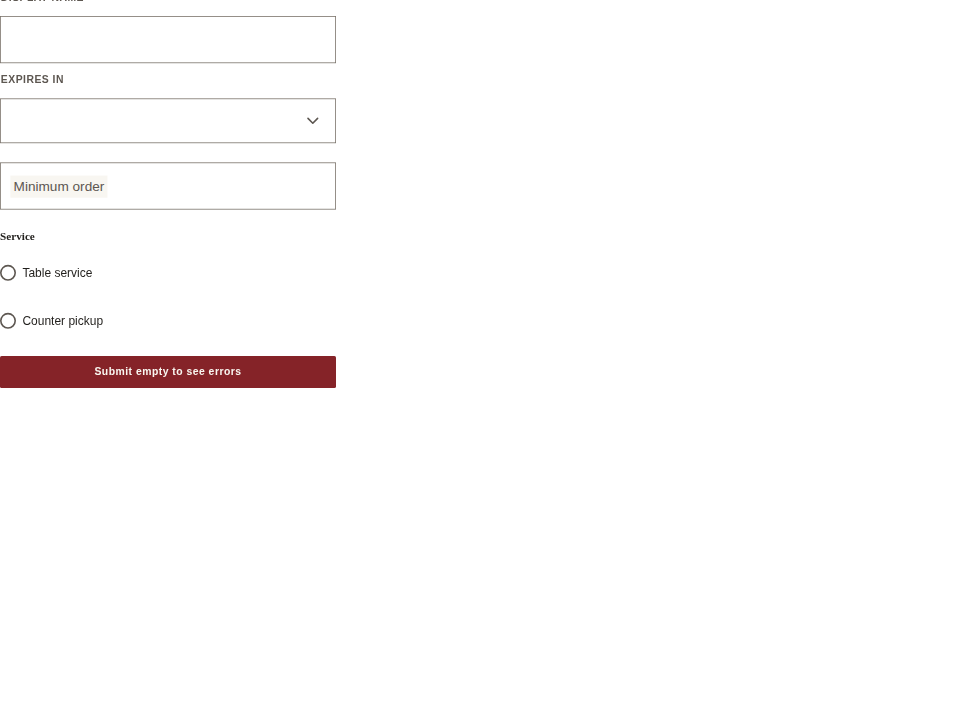 EXPIRES IN
Minimum order
Service
Table service
Counter pickup
Submit empty to see errors